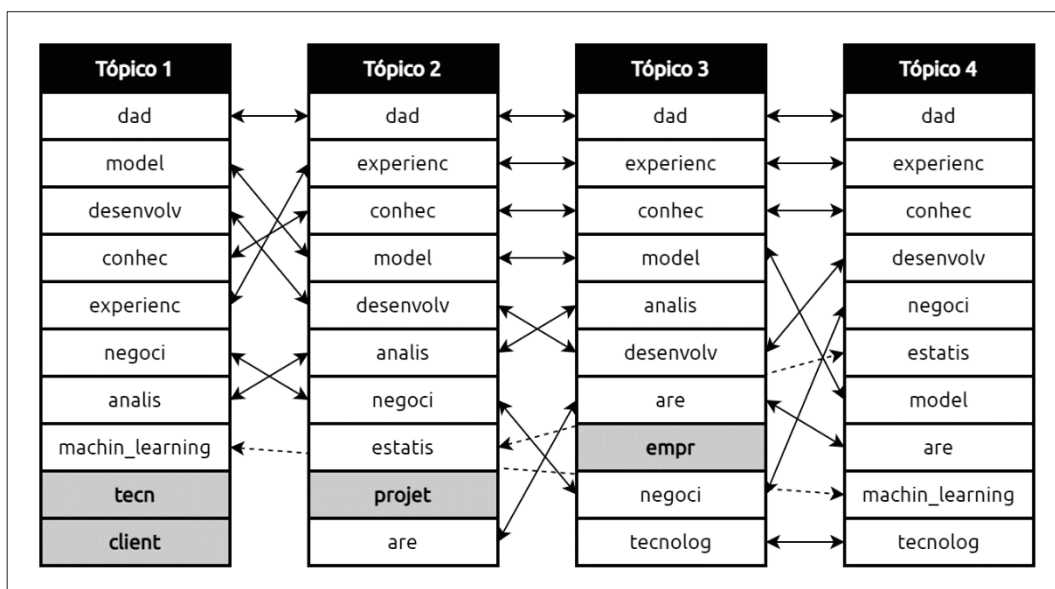 Tópico 1
dad
model
desenvolv
conhec
experienc
negoci
analis
machin_learning
tecn
client
Tópico 2
dad
experienc
conhec
model
desenvolv
analis
negoci
estatis
projet
are
Tópico 3
dad
experienc
conhec
model
analis
desenvolv
are
empr
negoci
tecnolog
Tópico 4
dad
experienc
conhec
desenvolv
negoci
estatis
model
are
machin_learning
tecnolog